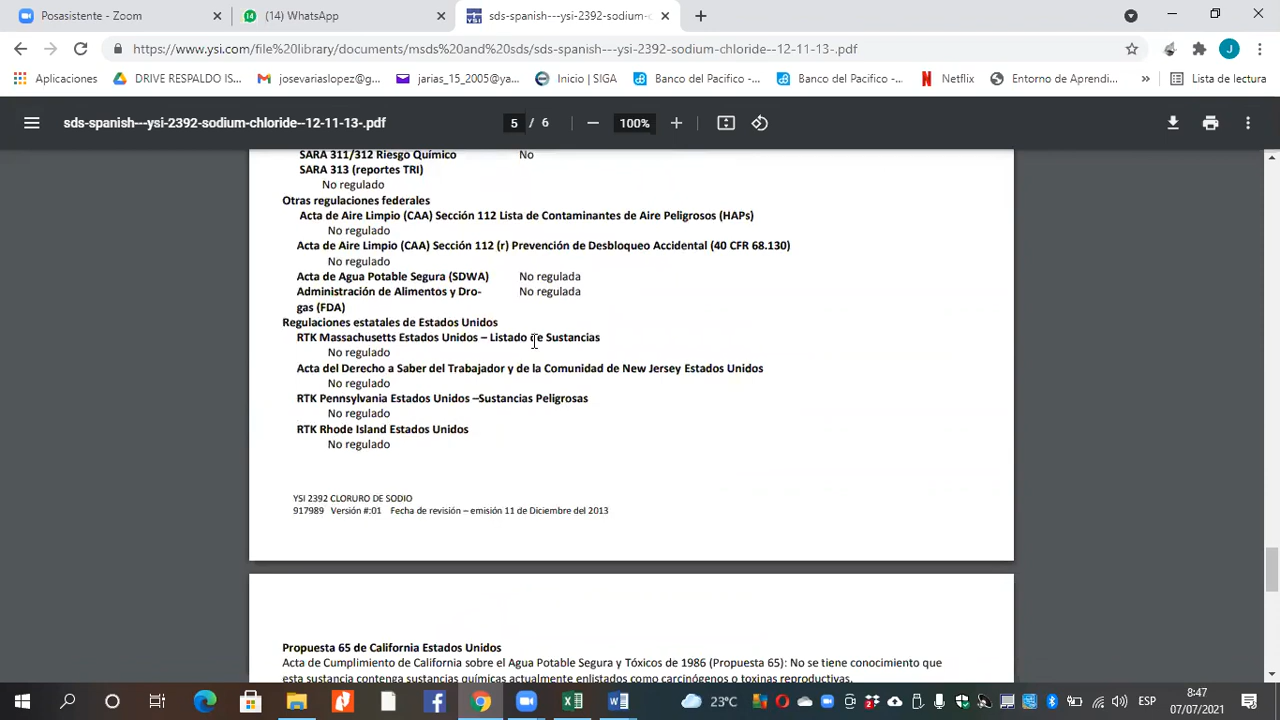 Posasistente - Zoom
(14) WhatsApp
sds-spanish---ysi-2392-sodium-c
https://www.ysi.com/file%20library/documents/msds%20and%20sds/sds-spanish---ysi-2392-sodium-chloride--12-11-13-.pdf
Aplicaciones
DRIVE RESPALDO IS...
josevariaslopez@g...
jarias_15_2005@ya...
Inicio | SIGA
Banco del Pacifico -...
Banco del Pacifico -...
Netflix
Entorno de Aprendi...
Lista de lectura
sds-spanish---ysi-2392-sodium-chloride--12-11-13-.pdf
5 / 6
100%
SARA 311/312 Riesgo Químico No
SARA 313 (reportes TRI)
No regulado
Otras regulaciones federales
Acta de Aire Limpio (CAA) Sección 112 Lista de Contaminantes de Aire Peligrosos (HAPs)
No regulado
Acta de Aire Limpio (CAA) Sección 112 (r) Prevención de Desbloqueo Accidental (40 CFR 68.130)
No regulado
Acta de Agua Potable Segura (SDWA) No regulada
Administración de Alimentos y Dro- No regulada
gas (FDA)
Regulaciones estatales de Estados Unidos
RTK Massachusetts Estados Unidos – Listado de Sustancias
No regulado
Acta del Derecho a Saber del Trabajador y de la Comunidad de New Jersey Estados Unidos
No regulado
RTK Pennsylvania Estados Unidos –Sustancias Peligrosas
No regulado
RTK Rhode Island Estados Unidos
No regulado
YSI 2392 CLORURO DE SODIO
917989 Versión #:01 Fecha de revisión – emisión 11 de Diciembre del 2013
Propuesta 65 de California Estados Unidos
Acta de Cumplimiento de California sobre el Agua Potable Segura y Tóxicos de 1986 (Propuesta 65): No se tiene conocimiento que
esta sustancia contenga sustancias químicas actualmente enlistados como carcinógenos o toxinas reproductivas.
23°C
ESP
8:47
07/07/2021